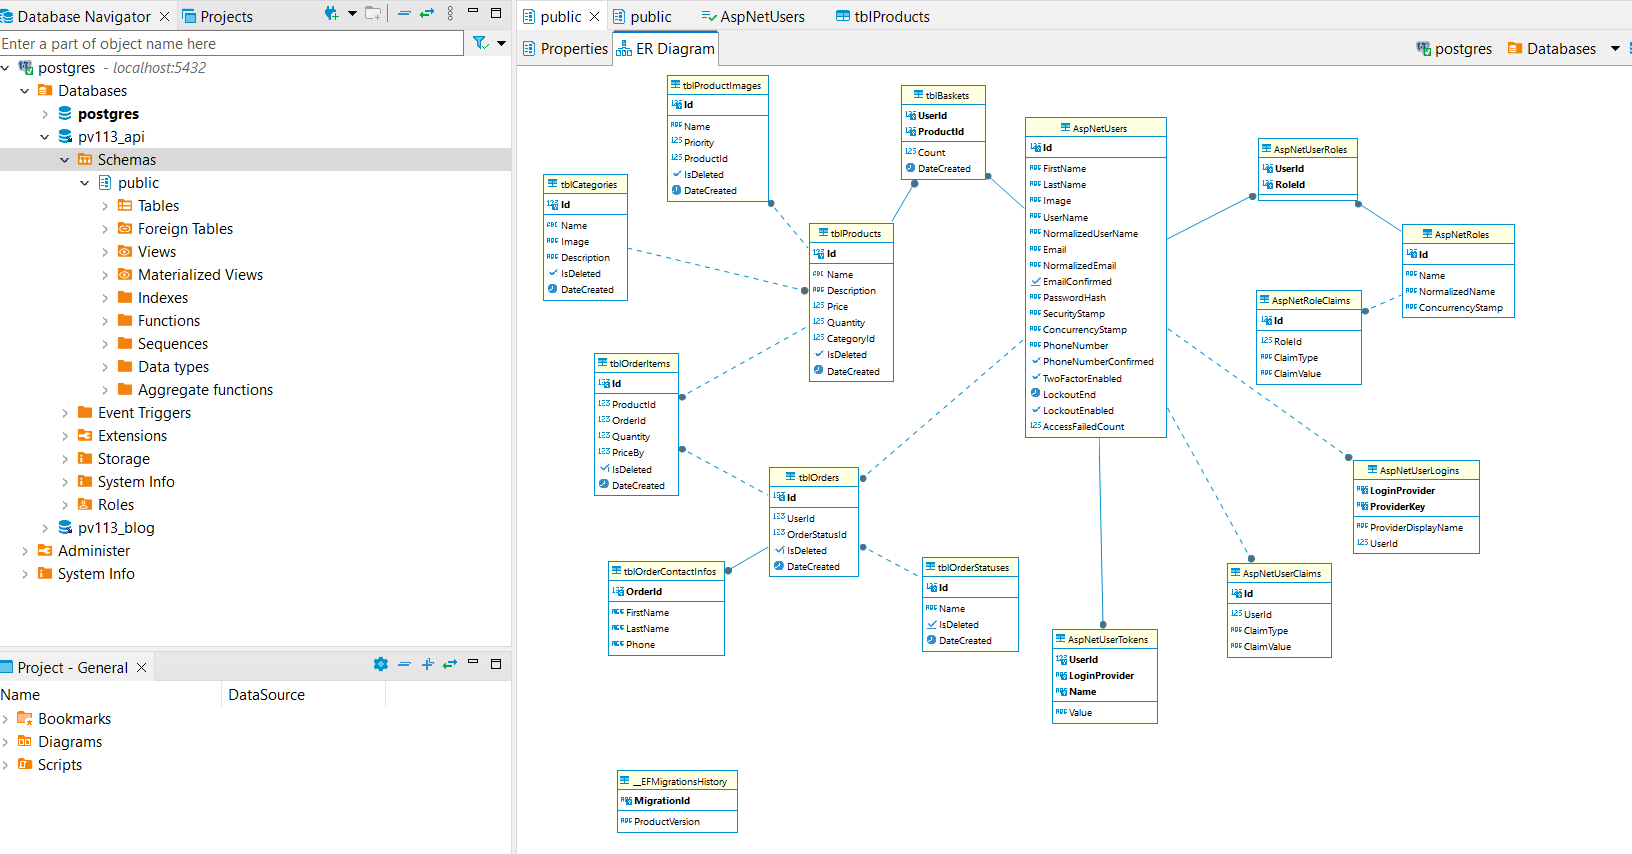 Database Navigator
Projects
Enter a part of object name here
postgres - localhost:5432
Databases
postgres
pv113_api
Schemas
public
Tables
Foreign Tables
Views
Materialized Views
Indexes
Functions
Sequences
Data types
Aggregate functions
Event Triggers
Extensions
Storage
System Info
Roles
pv113_blog
Administer
System Info
Project - General
Name DataSource
Bookmarks
Diagrams
Scripts
public
public
AspNetUsers
tblProducts
Properties
ER Diagram
postgres
Databases
tblProductImages
Id
Name
Priority
ProductId
IsDeleted
DateCreated
tblBaskets
UserId
ProductId
Count
DateCreated
AspNetUsers
Id
FirstName
LastName
Image
UserName
NormalizedUserName
Email
NormalizedEmail
EmailConfirmed
PasswordHash
SecurityStamp
ConcurrencyStamp
PhoneNumber
PhoneNumberConfirmed
TwoFactorEnabled
LockoutEnd
LockoutEnabled
AccessFailedCount
AspNetUserRoles
UserId
RoleId
tblCategories
Id
Name
Image
Description
IsDeleted
DateCreated
tblProducts
Id
Name
Description
Price
Quantity
CategoryId
IsDeleted
DateCreated
AspNetRoles
Id
Name
NormalizedName
ConcurrencyStamp
AspNetRoleClaims
Id
RoleId
ClaimType
ClaimValue
tblOrderItems
Id
ProductId
OrderId
Quantity
PriceBy
IsDeleted
DateCreated
tblOrders
Id
UserId
OrderStatusId
IsDeleted
DateCreated
AspNetUserLogins
LoginProvider
ProviderKey
ProviderDisplayName
UserId
tblOrderContactInfos
OrderId
FirstName
LastName
Phone
tblOrderStatuses
Id
Name
IsDeleted
DateCreated
AspNetUserClaims
Id
UserId
ClaimType
ClaimValue
AspNetUserTokens
UserId
LoginProvider
Name
Value
__EFMigrationsHistory
MigrationId
ProductVersion